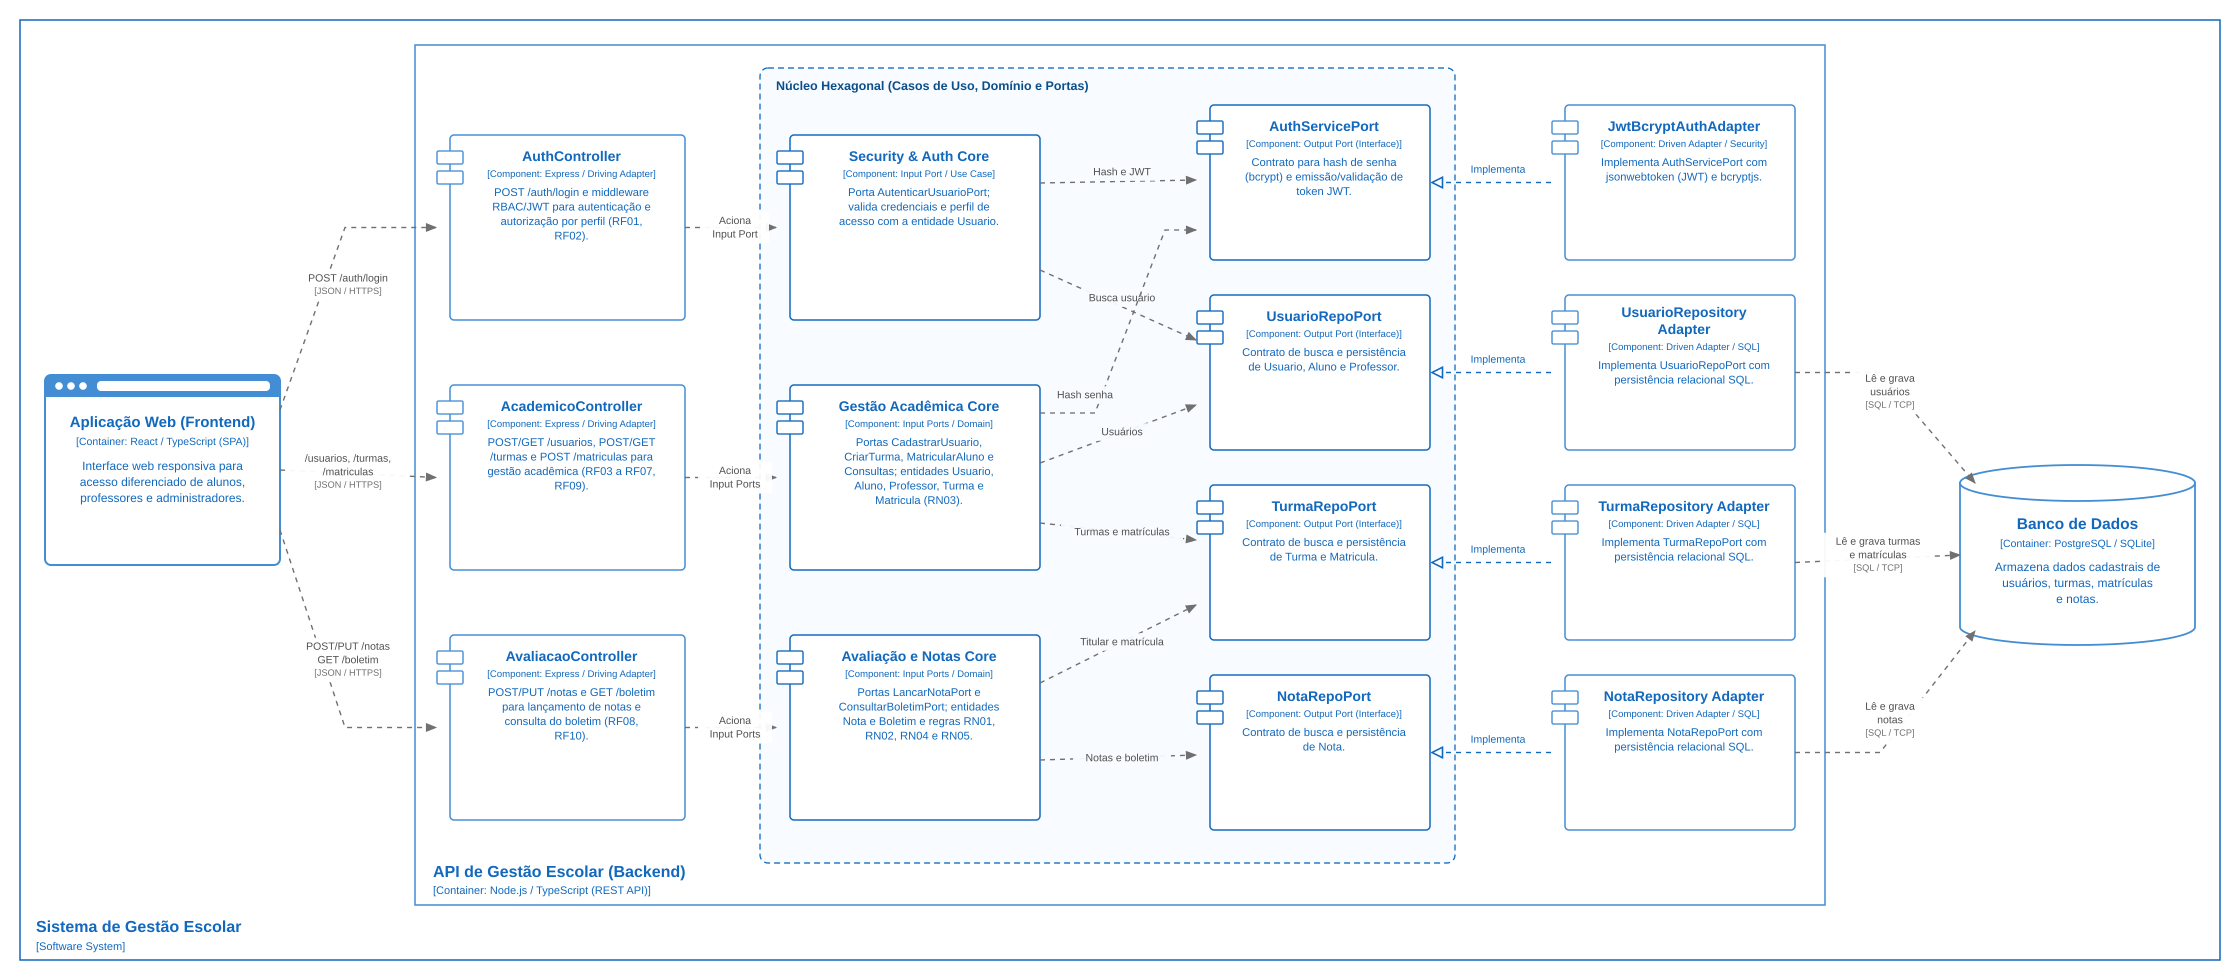 Núcleo Hexagonal (Casos de Uso, Domínio e Portas)
Aplicação Web (Frontend)
[Container: React / TypeScript (SPA)]
Interface web responsiva para
acesso diferenciado de alunos,
professores e administradores.
POST /auth/login
[JSON / HTTPS]
/usuarios, /turmas,
/matriculas
[JSON / HTTPS]
POST/PUT /notas
GET /boletim
[JSON / HTTPS]
AuthController
[Component: Express / Driving Adapter]
POST /auth/login e middleware
RBAC/JWT para autenticação e
autorização por perfil (RF01,
RF02).
AcademicoController
[Component: Express / Driving Adapter]
POST/GET /usuarios, POST/GET
/turmas e POST /matriculas para
gestão acadêmica (RF03 a RF07,
RF09).
AvaliacaoController
[Component: Express / Driving Adapter]
POST/PUT /notas e GET /boletim
para lançamento de notas e
consulta do boletim (RF08,
RF10).
Aciona
Input Port
Aciona
Input Ports
Aciona
Input Ports
Security & Auth Core
[Component: Input Port / Use Case]
Porta AutenticarUsuarioPort;
valida credenciais e perfil de
acesso com a entidade Usuario.
Gestão Acadêmica Core
[Component: Input Ports / Domain]
Portas CadastrarUsuario,
CriarTurma, MatricularAluno e
Consultas; entidades Usuario,
Aluno, Professor, Turma e
Matricula (RN03).
Avaliação e Notas Core
[Component: Input Ports / Domain]
Portas LancarNotaPort e
ConsultarBoletimPort; entidades
Nota e Boletim e regras RN01,
RN02, RN04 e RN05.
Hash e JWT
Busca usuário
Hash senha
Usuários
Turmas e matrículas
Titular e matrícula
Notas e boletim
AuthServicePort
[Component: Output Port (Interface)]
Contrato para hash de senha
(bcrypt) e emissão/validação de
token JWT.
UsuarioRepoPort
[Component: Output Port (Interface)]
Contrato de busca e persistência
de Usuario, Aluno e Professor.
TurmaRepoPort
[Component: Output Port (Interface)]
Contrato de busca e persistência
de Turma e Matricula.
NotaRepoPort
[Component: Output Port (Interface)]
Contrato de busca e persistência
de Nota.
Implementa
Implementa
Implementa
Implementa
JwtBcryptAuthAdapter
[Component: Driven Adapter / Security]
Implementa AuthServicePort com
jsonwebtoken (JWT) e bcryptjs.
UsuarioRepository
Adapter
[Component: Driven Adapter / SQL]
Implementa UsuarioRepoPort com
persistência relacional SQL.
TurmaRepository Adapter
[Component: Driven Adapter / SQL]
Implementa TurmaRepoPort com
persistência relacional SQL.
NotaRepository Adapter
[Component: Driven Adapter / SQL]
Implementa NotaRepoPort com
persistência relacional SQL.
Lê e grava
usuários
[SQL / TCP]
Lê e grava turmas
e matrículas
[SQL / TCP]
Lê e grava
notas
[SQL / TCP]
Banco de Dados
[Container: PostgreSQL / SQLite]
Armazena dados cadastrais de
usuários, turmas, matrículas
e notas.
API de Gestão Escolar (Backend)
[Container: Node.js / TypeScript (REST API)]
Sistema de Gestão Escolar
[Software System]